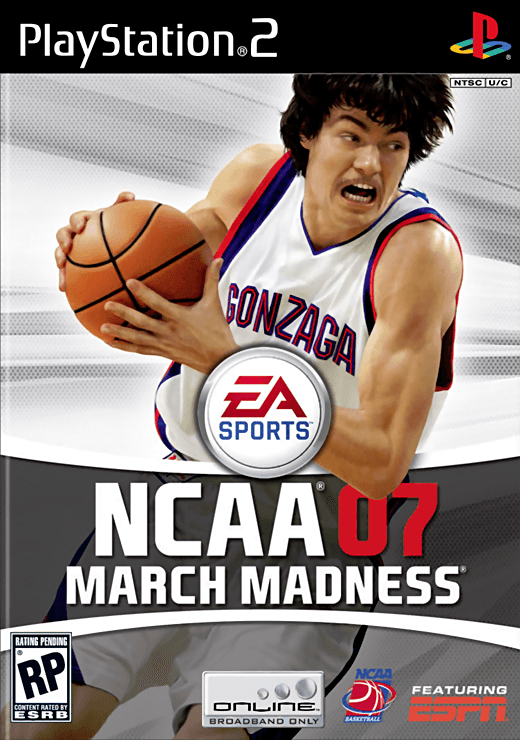 PlayStation®2
NTSC U/C
GONZAGA
EA
SPORTS™
NCAA® 07
MARCH MADNESS®
RATING PENDING
RP
CONTENT RATED BY
ESRB
ONLINE
BROADBAND ONLY
NCAA
BASKETBALL
FEATURING
ESPN